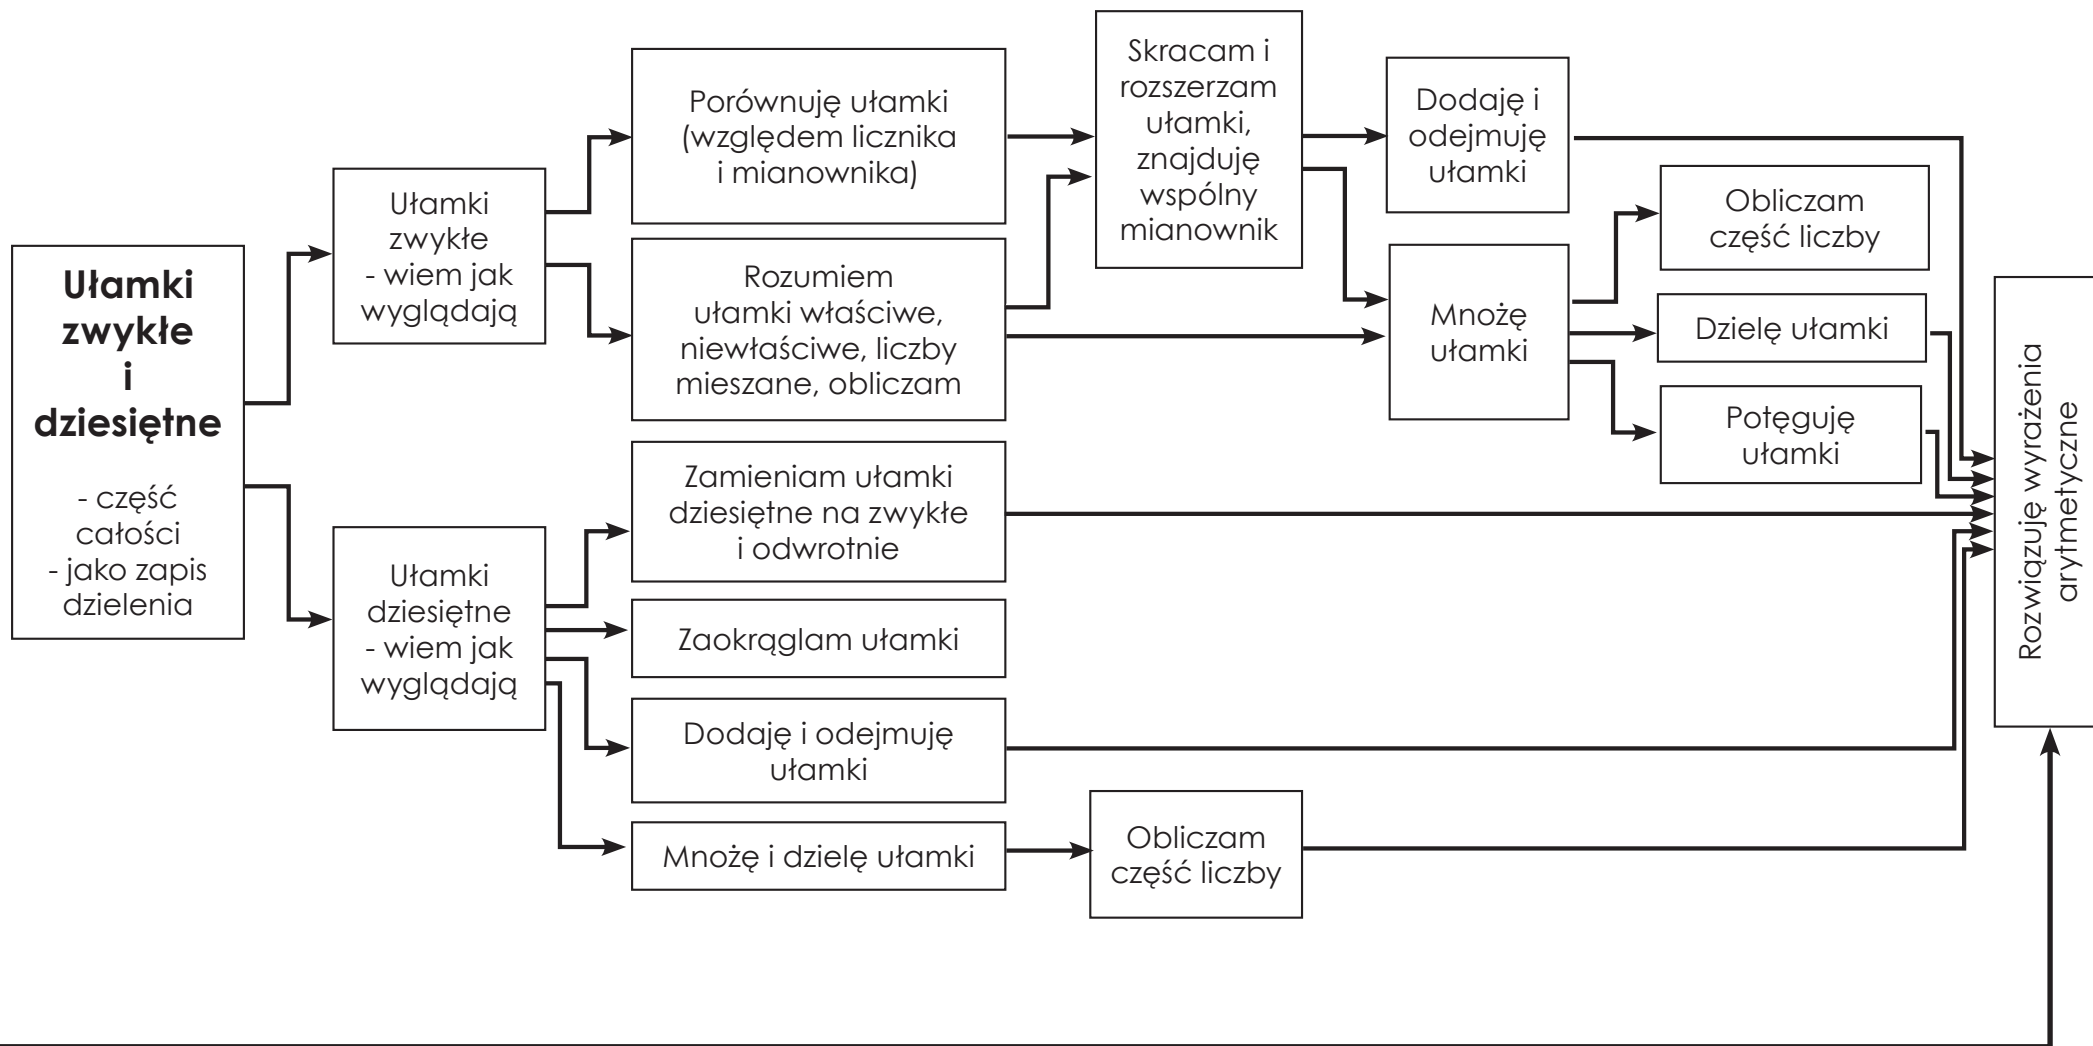 Ułamki
zwykłe
i
dziesiętne
- część
całości
- jako zapis
dzielenia
Ułamki
zwykłe
- wiem jak
wyglądają
Ułamki
dziesiętne
- wiem jak
wyglądają
Porównuję ułamki
(względem licznika
i mianownika)
Rozumiem
ułamki właściwe,
niewłaściwe, liczby
mieszane, obliczam
Zamieniam ułamki
dziesiętne na zwykłe
i odwrotnie
Zaokrąglam ułamki
Dodaję i odejmuję
ułamki
Mnożę i dzielę ułamki
Skracam i
rozszerzam
ułamki,
znajduję
wspólny
mianownik
Obliczam
część liczby
Dodaję i
odejmuję
ułamki
Mnożę
ułamki
Obliczam
część liczby
Dzielę ułamki
Potęguję
ułamki
Rozwiązuję wyrażenia
arytmetyczne